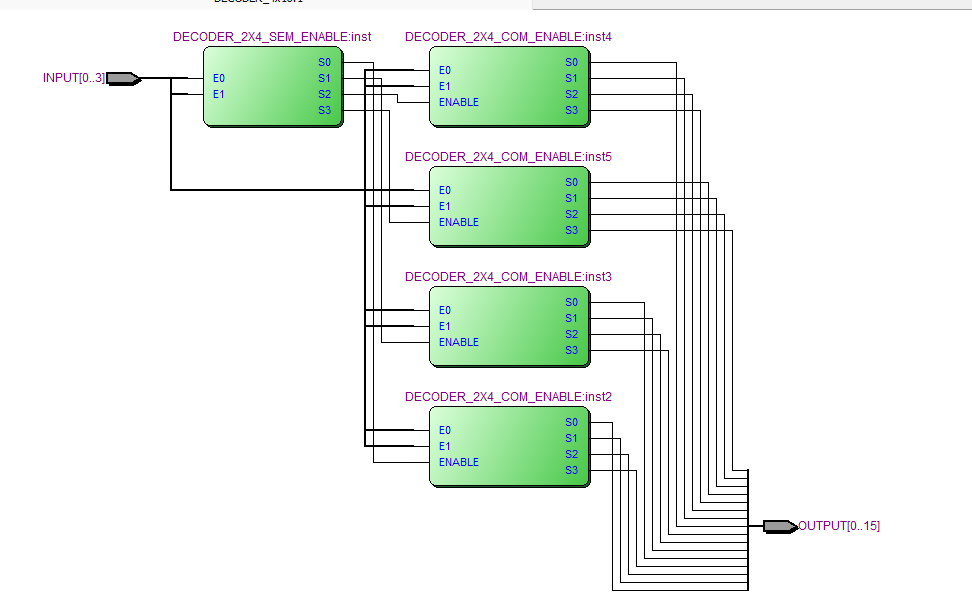 DECODER_2X4_SEM_ENABLE:inst
INPUT[0..3]
E0
E1
S0
S1
S2
S3
DECODER_2X4_COM_ENABLE:inst4
E0
E1
ENABLE
S0
S1
S2
S3
DECODER_2X4_COM_ENABLE:inst5
E0
E1
ENABLE
S0
S1
S2
S3
DECODER_2X4_COM_ENABLE:inst3
E0
E1
ENABLE
S0
S1
S2
S3
DECODER_2X4_COM_ENABLE:inst2
E0
E1
ENABLE
S0
S1
S2
S3
OUTPUT[0..15]